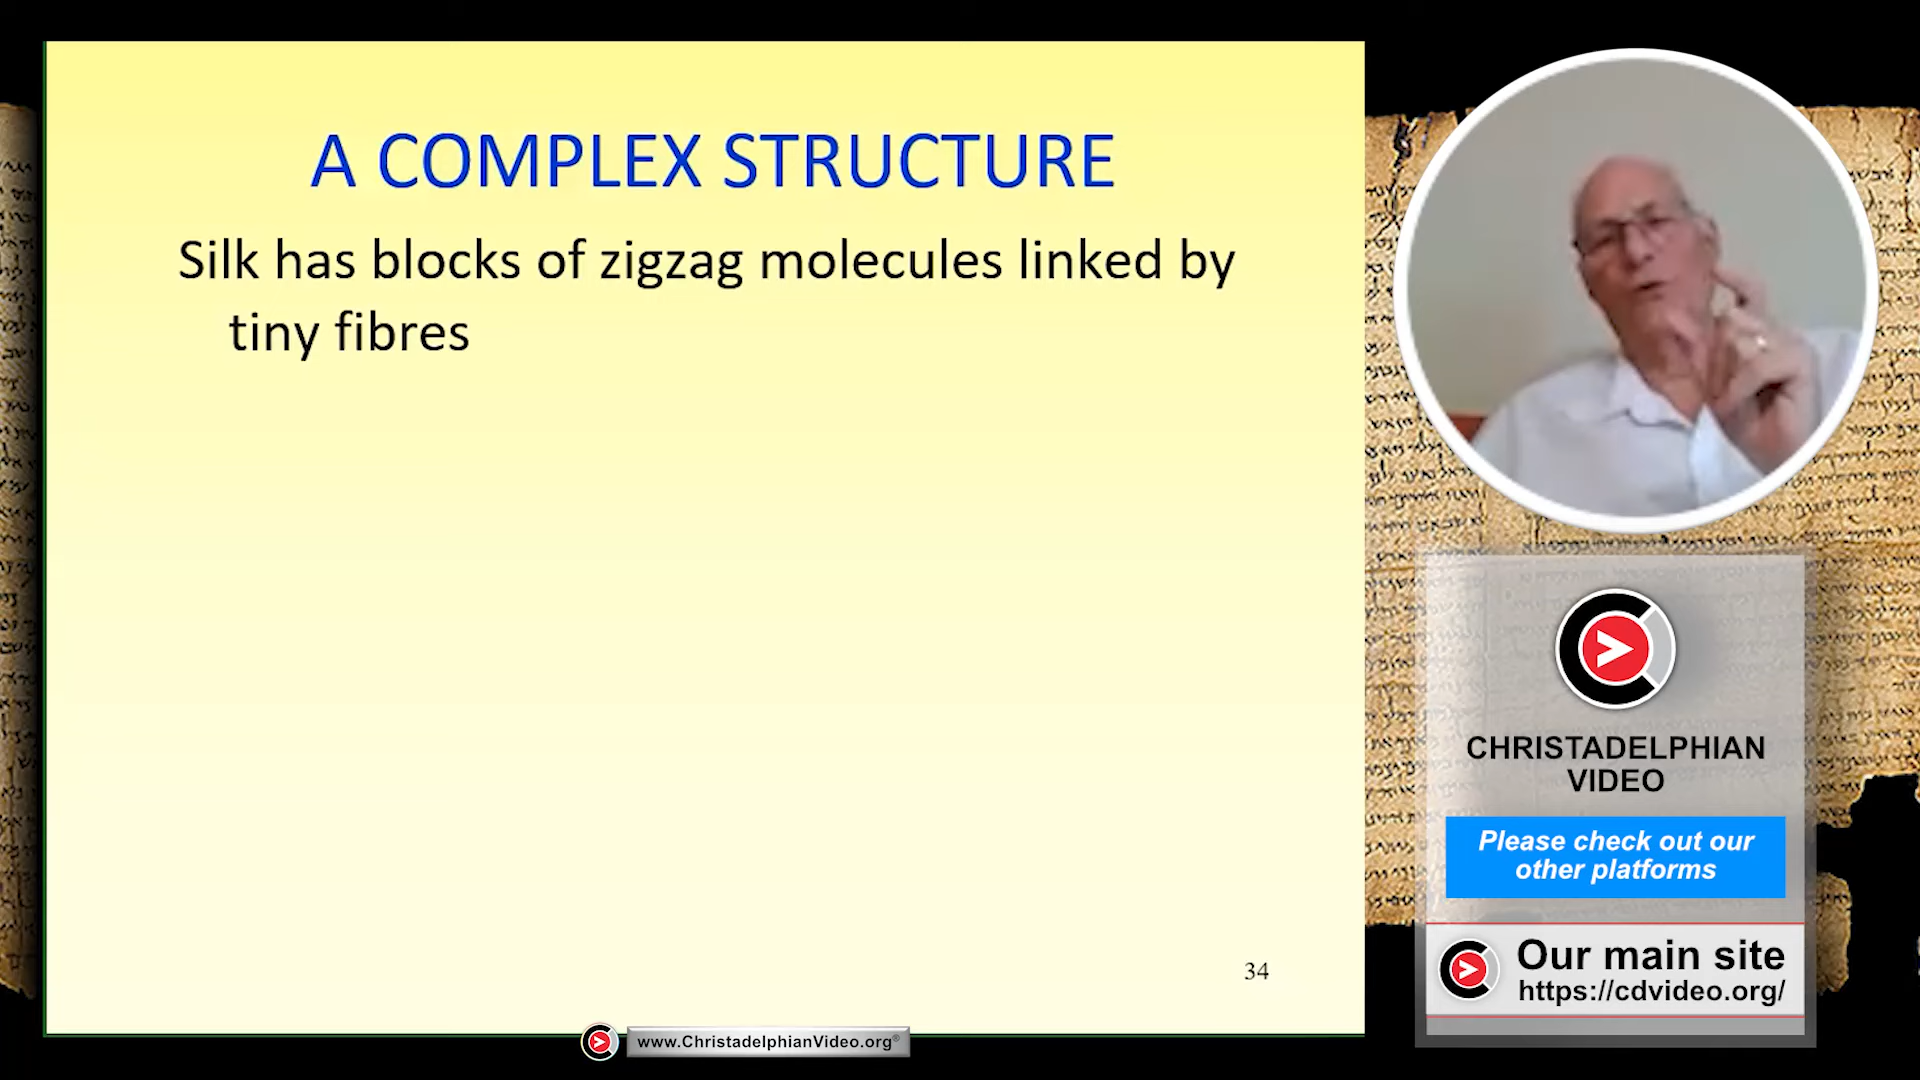 A COMPLEX STRUCTURE
Silk has blocks of zigzag molecules linked by
tiny fibres
34
www.ChristadelphianVideo.org®
CHRISTADELPHIAN
VIDEO
Please check out our
other platforms
Our main site
https://cdvideo.org/